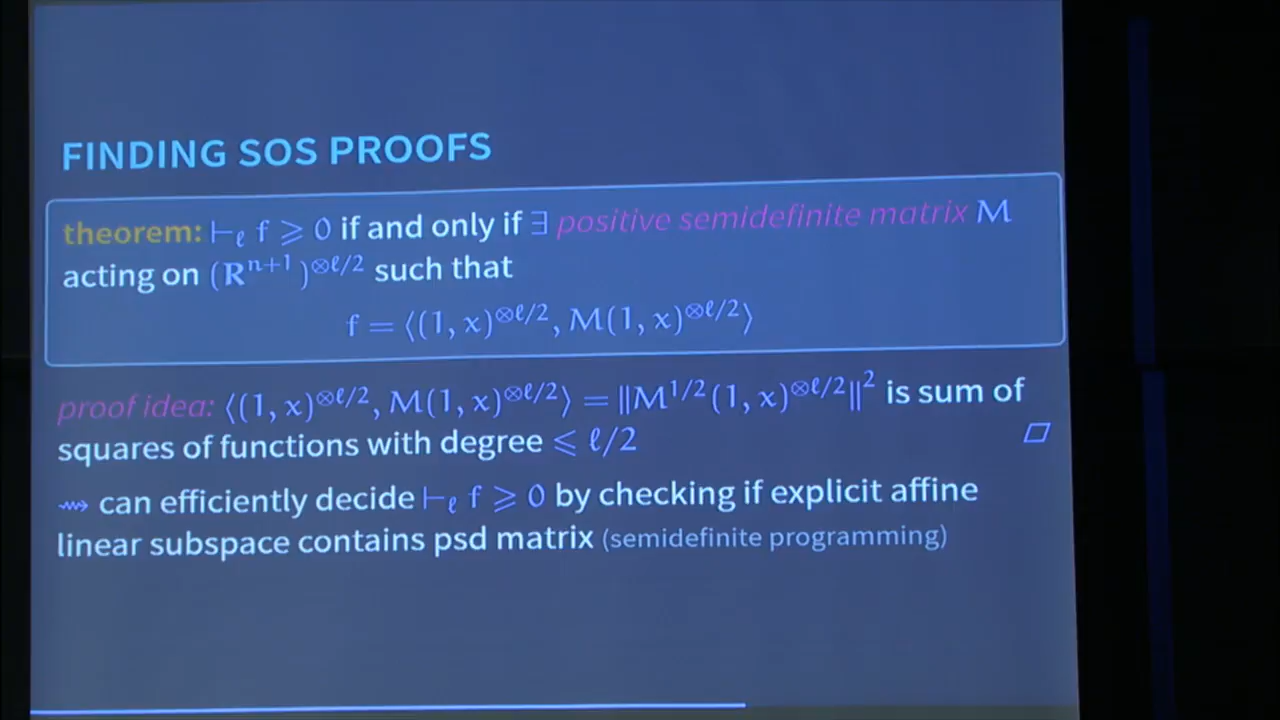 FINDING SOS PROOFS
theorem: ⊢ℓ f ⩾ 0 if and only if ∃ positive semidefinite matrix M
acting on (ℝⁿ⁺¹)^⊗ℓ/2 such that
f = ⟨(1, x)^⊗ℓ/2, M(1, x)^⊗ℓ/2⟩
proof idea: ⟨(1, x)^⊗ℓ/2, M(1, x)^⊗ℓ/2⟩ = ‖M^1/2(1, x)^⊗ℓ/2‖² is sum of
squares of functions with degree ⩽ ℓ/2 □
⇝ can efficiently decide ⊢ℓ f ⩾ 0 by checking if explicit affine
linear subspace contains psd matrix (semidefinite programming)